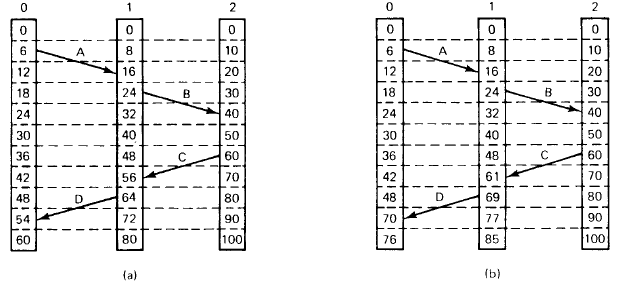 0 1 2 0 1 2
0 0 0 0 0 0
6 A 8 10 6 A 8 10
12 16 20 12 16 20
18 24 B 30 18 24 B 30
24 32 40 24 32 40
30 40 50 30 40 50
36 48 C 60 36 48 C 60
42 56 70 42 61 70
48 D 64 80 48 D 69 80
54 72 90 70 77 90
60 80 100 76 85 100
(a) (b)